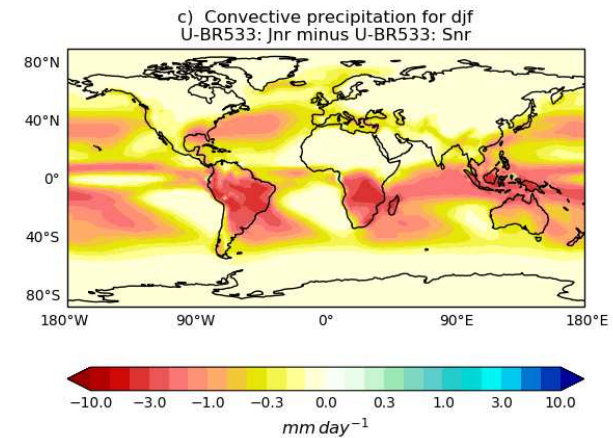 c) Convective precipitation for djf
U-BR533: Jnr minus U-BR533: Snr
80°N
40°N
0°
40°S
80°S
180°W 90°W 0° 90°E 180°E
−10.0 −3.0 −1.0 −0.3 0.0 0.3 1.0 3.0 10.0
mm day⁻¹